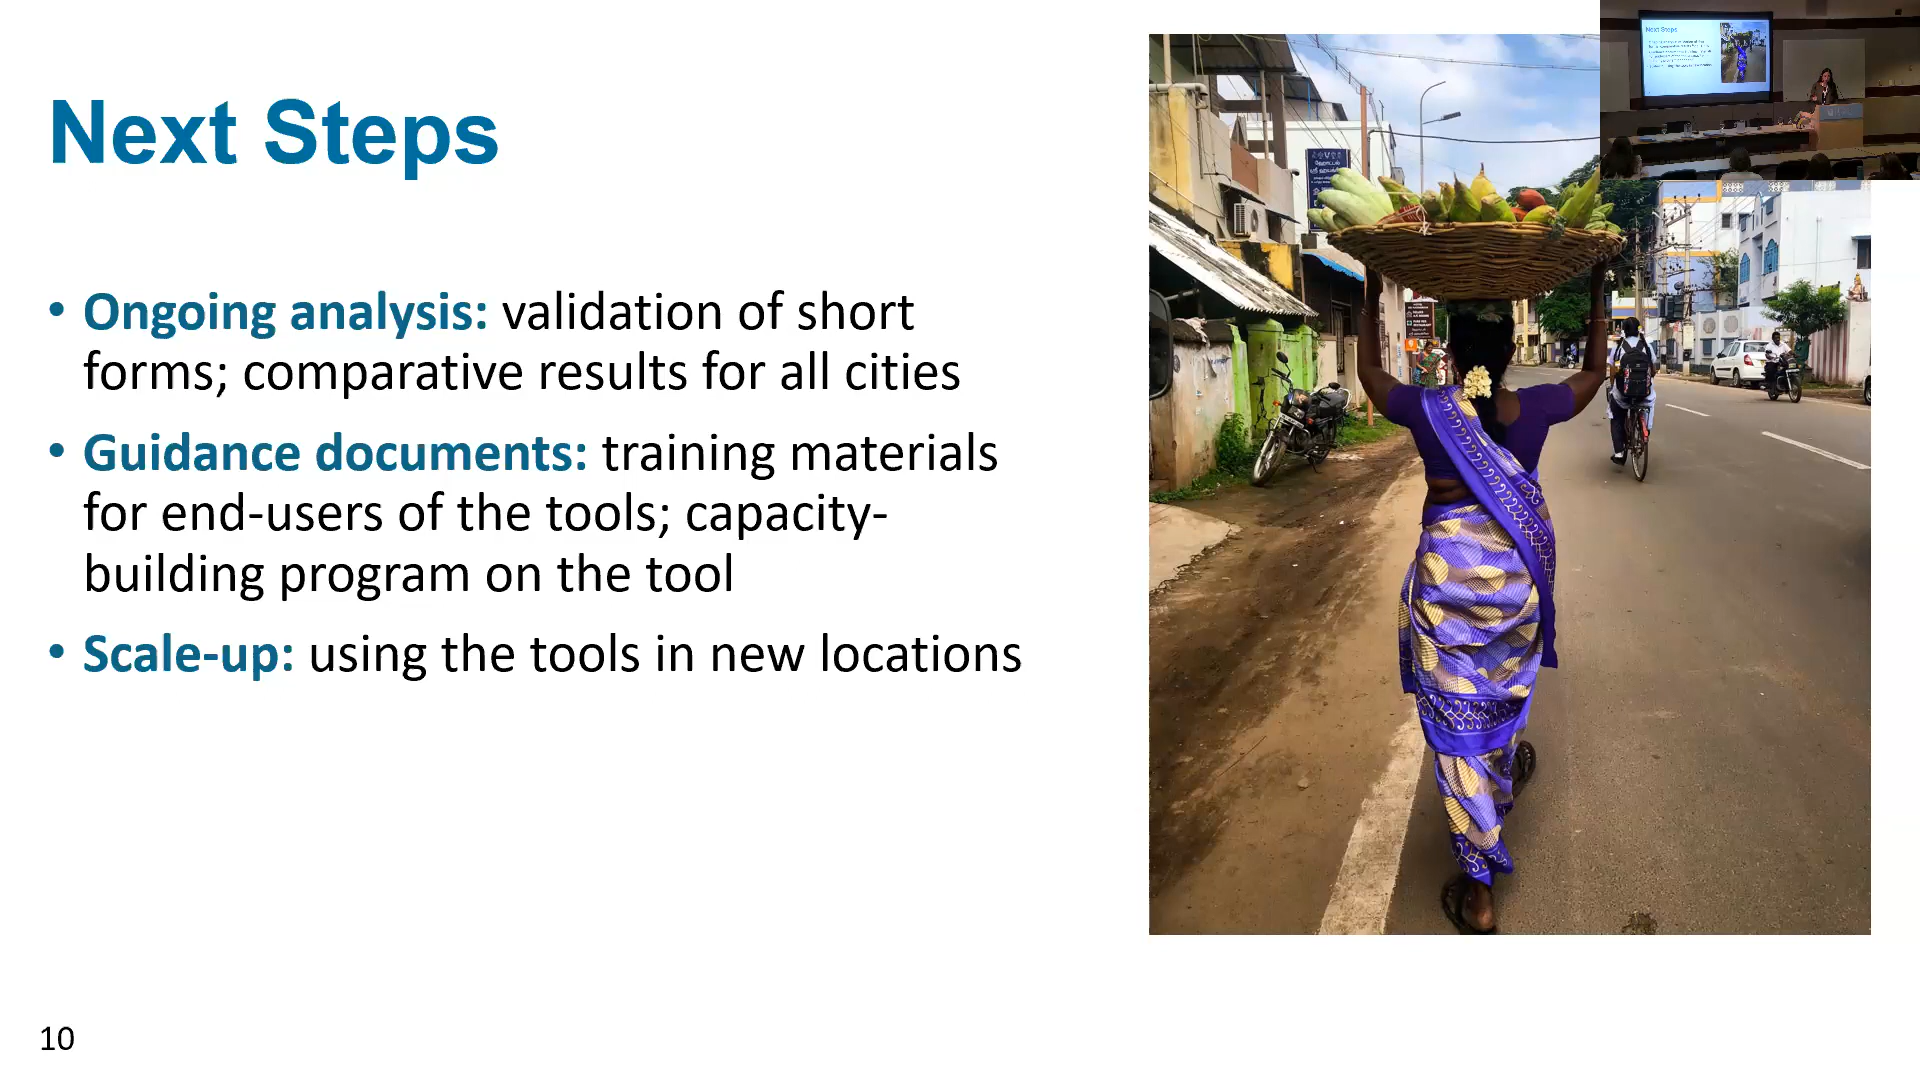 Next Steps
• Ongoing analysis: validation of short
forms; comparative results for all cities
• Guidance documents: training materials
for end-users of the tools; capacity-
building program on the tool
• Scale-up: using the tools in new locations
10
Next Steps